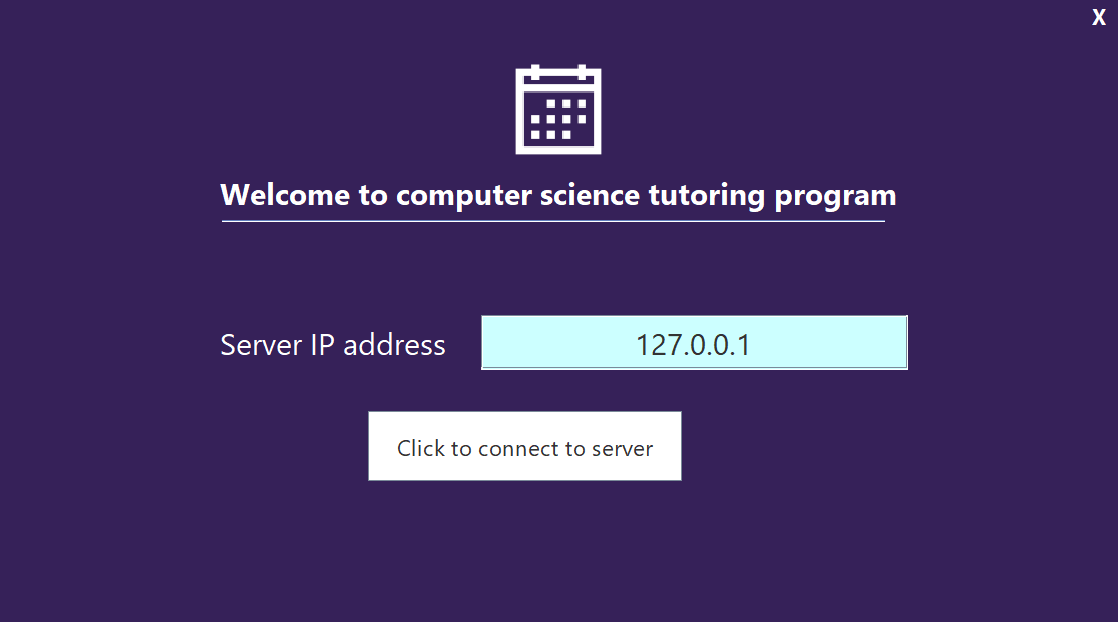 X
Welcome to computer science tutoring program
Server IP address
127.0.0.1
Click to connect to server